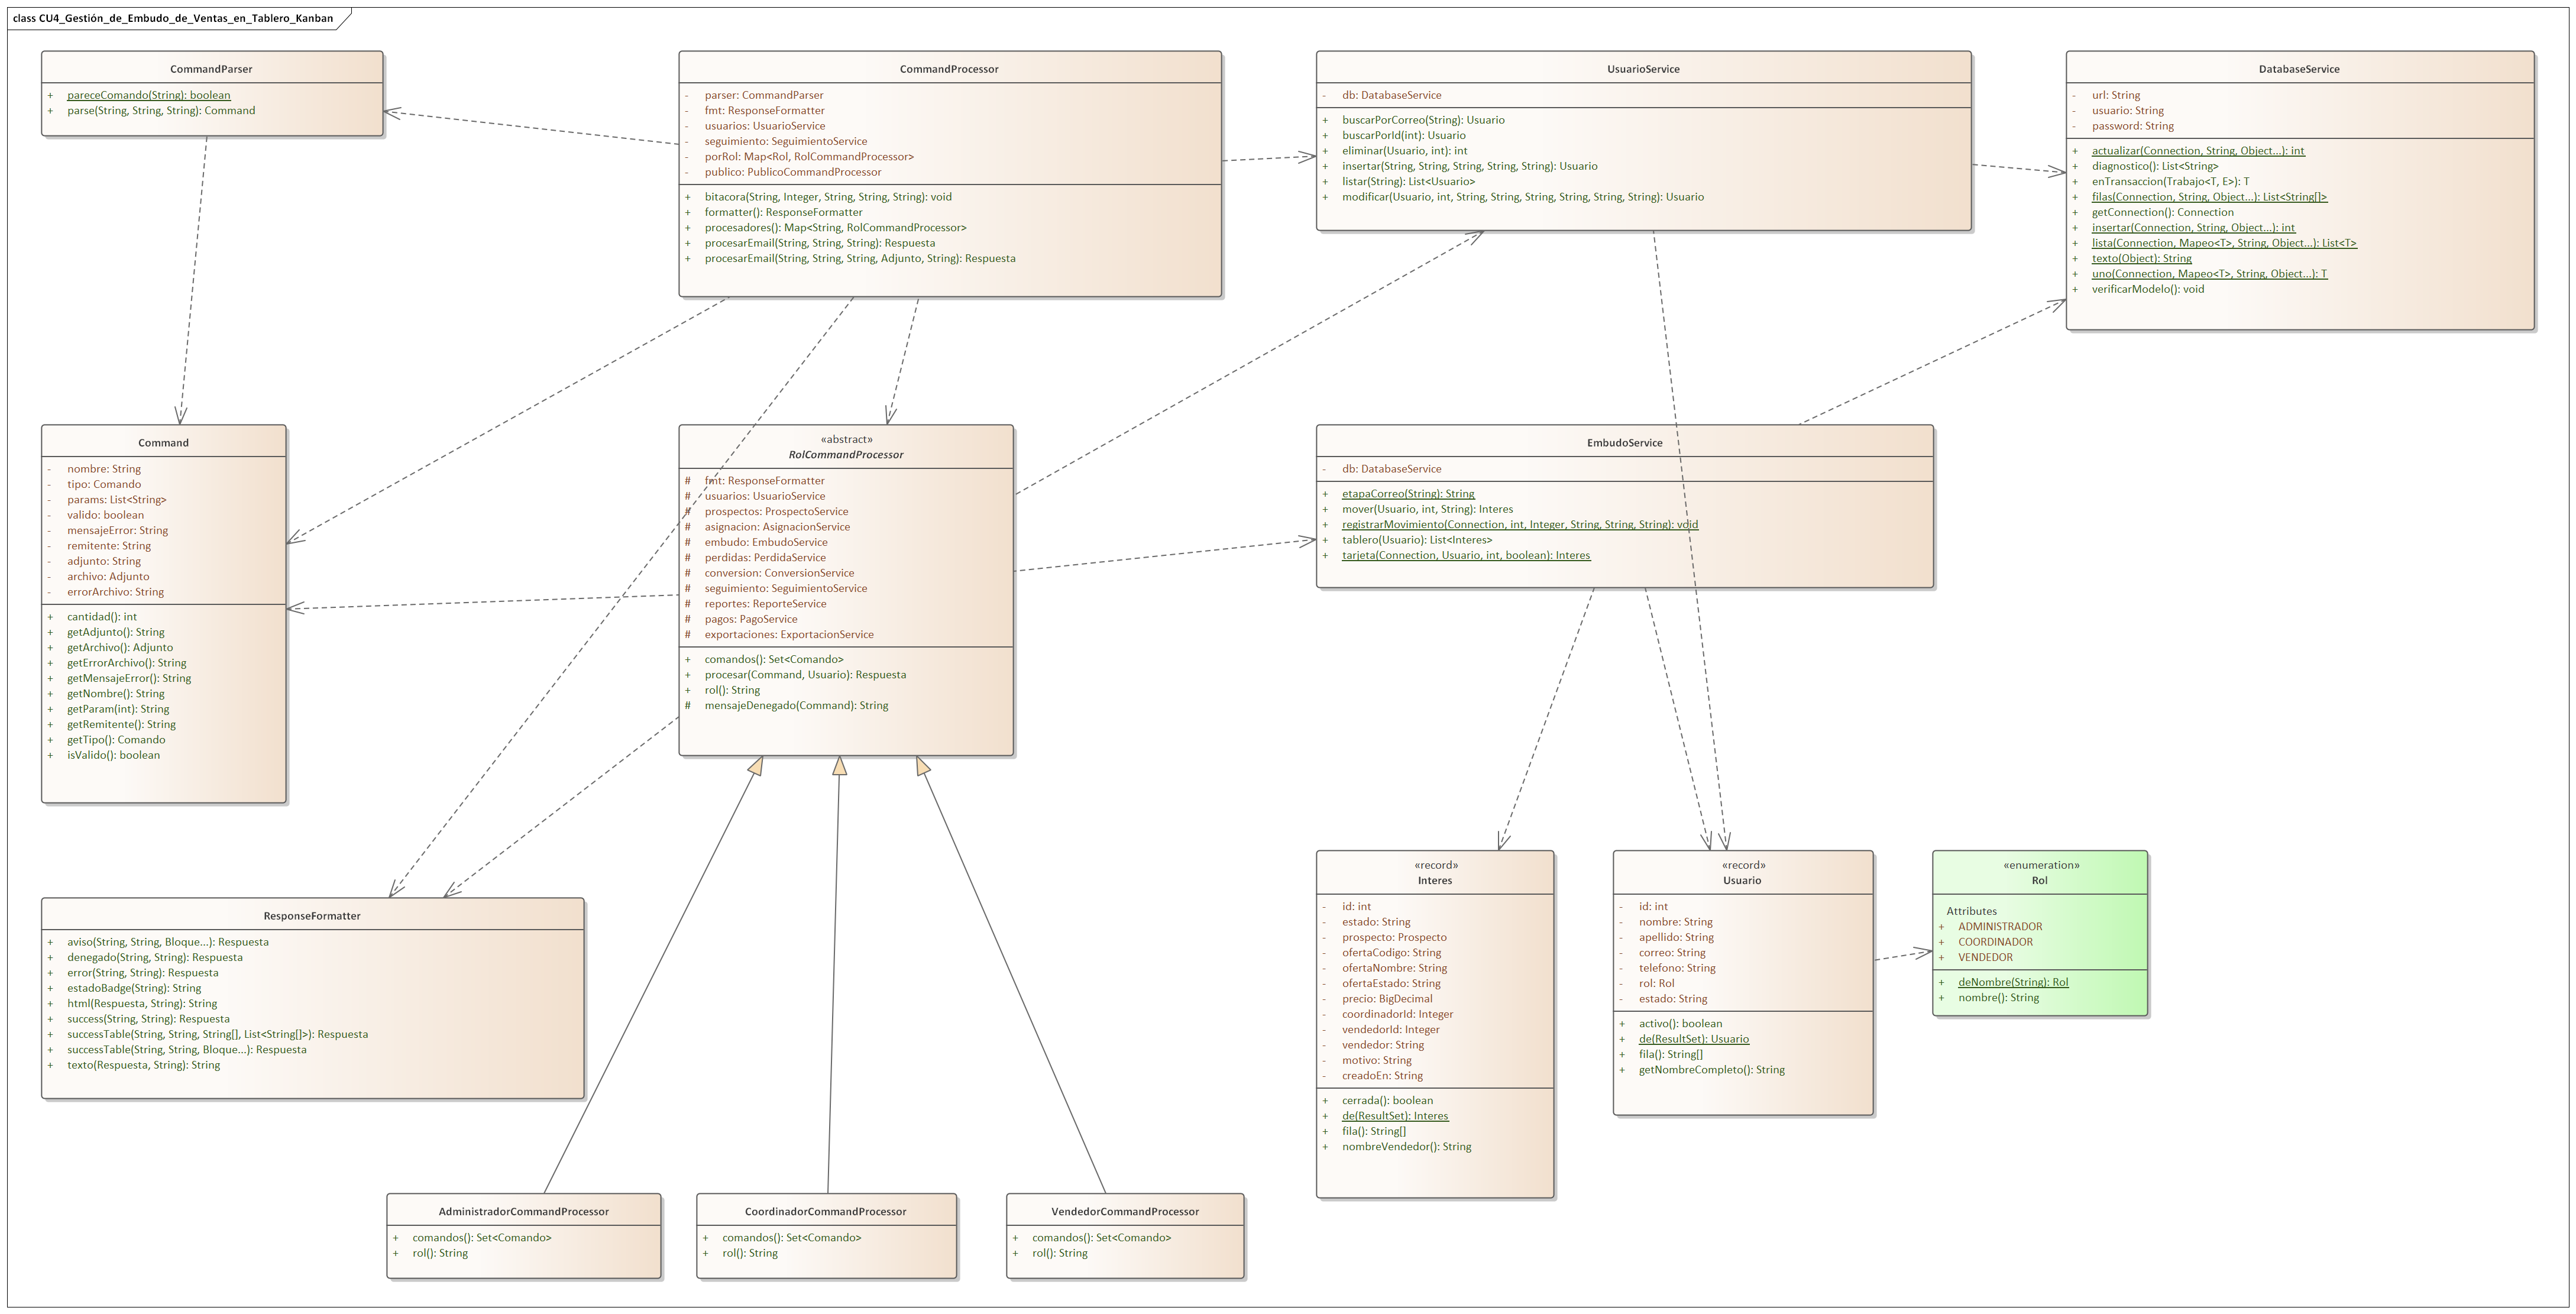 class CU4_Gestión_de_Embudo_de_Ventas_en_Tablero_Kanban
CommandParser
+ pareceComando(String): boolean
+ parse(String, String, String): Command
CommandProcessor
- parser: CommandParser
- fmt: ResponseFormatter
- usuarios: UsuarioService
- seguimiento: SeguimientoService
- porRol: Map<Rol, RolCommandProcessor>
- publico: PublicoCommandProcessor
+ bitacora(String, Integer, String, String, String): void
+ formatter(): ResponseFormatter
+ procesadores(): Map<String, RolCommandProcessor>
+ procesarEmail(String, String, String): Respuesta
+ procesarEmail(String, String, String, Adjunto, String): Respuesta
UsuarioService
- db: DatabaseService
+ buscarPorCorreo(String): Usuario
+ buscarPorId(int): Usuario
+ eliminar(Usuario, int): int
+ insertar(String, String, String, String, String): Usuario
+ listar(String): List<Usuario>
+ modificar(Usuario, int, String, String, String, String, String, String): Usuario
DatabaseService
- url: String
- usuario: String
- password: String
+ actualizar(Connection, String, Object...): int
+ diagnostico(): List<String>
+ enTransaccion(Trabajo<T, E>): T
+ filas(Connection, String, Object...): List<String[]>
+ getConnection(): Connection
+ insertar(Connection, String, Object...): int
+ lista(Connection, Mapeo<T>, String, Object...): List<T>
+ texto(Object): String
+ uno(Connection, Mapeo<T>, String, Object...): T
+ verificarModelo(): void
Command
- nombre: String
- tipo: Comando
- params: List<String>
- valido: boolean
- mensajeError: String
- remitente: String
- adjunto: String
- archivo: Adjunto
- errorArchivo: String
+ cantidad(): int
+ getAdjunto(): String
+ getArchivo(): Adjunto
+ getErrorArchivo(): String
+ getMensajeError(): String
+ getNombre(): String
+ getParam(int): String
+ getRemitente(): String
+ getTipo(): Comando
+ isValido(): boolean
«abstract»
RolCommandProcessor
# fmt: ResponseFormatter
# usuarios: UsuarioService
# prospectos: ProspectoService
# asignacion: AsignacionService
# embudo: EmbudoService
# perdidas: PerdidaService
# conversion: ConversionService
# seguimiento: SeguimientoService
# reportes: ReporteService
# pagos: PagoService
# exportaciones: ExportacionService
+ comandos(): Set<Comando>
+ procesar(Command, Usuario): Respuesta
+ rol(): String
# mensajeDenegado(Command): String
EmbudoService
- db: DatabaseService
+ etapaCorreo(String): String
+ mover(Usuario, int, String): Interes
+ registrarMovimiento(Connection, int, Integer, String, String, String): void
+ tablero(Usuario): List<Interes>
+ tarjeta(Connection, Usuario, int, boolean): Interes
ResponseFormatter
+ aviso(String, String, Bloque...): Respuesta
+ denegado(String, String): Respuesta
+ error(String, String): Respuesta
+ estadoBadge(String): String
+ html(Respuesta, String): String
+ success(String, String): Respuesta
+ successTable(String, String, String[], List<String[]>): Respuesta
+ successTable(String, String, Bloque...): Respuesta
+ texto(Respuesta, String): String
«record»
Interes
- id: int
- estado: String
- prospecto: Prospecto
- ofertaCodigo: String
- ofertaNombre: String
- ofertaEstado: String
- precio: BigDecimal
- coordinadorId: Integer
- vendedorId: Integer
- vendedor: String
- motivo: String
- creadoEn: String
+ cerrada(): boolean
+ de(ResultSet): Interes
+ fila(): String[]
+ nombreVendedor(): String
«record»
Usuario
- id: int
- nombre: String
- apellido: String
- correo: String
- telefono: String
- rol: Rol
- estado: String
+ activo(): boolean
+ de(ResultSet): Usuario
+ fila(): String[]
+ getNombreCompleto(): String
«enumeration»
Rol
Attributes
+ ADMINISTRADOR
+ COORDINADOR
+ VENDEDOR
+ deNombre(String): Rol
+ nombre(): String
AdministradorCommandProcessor
+ comandos(): Set<Comando>
+ rol(): String
CoordinadorCommandProcessor
+ comandos(): Set<Comando>
+ rol(): String
VendedorCommandProcessor
+ comandos(): Set<Comando>
+ rol(): String